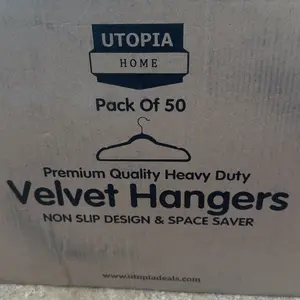 UTOPIA
HOME
Pack Of 50
Premium Quality Heavy Duty
Velvet Hangers
NON SLIP DESIGN & SPACE SAVER
www.utopiadeals.com